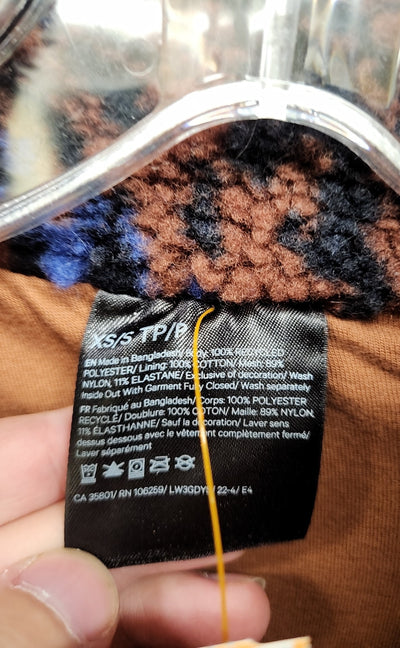 XS/S TP/P
EN Made in Bangladesh/ Body: 100% RECYCLED
POLYESTER/ Lining: 100% COTTON/ 89%
NYLON, 11% ELASTANE/ Exclusive of decoration/ Wash
Inside Out With Garment Fully Closed/ Wash separately
FR Fabriqué au Bangladesh/ Corps: 100% POLYESTER
RECYCLÉ/ Doublure: 100% COTON/ Maille: 89% NYLON,
11% ÉLASTHANNE/ Sauf la décoration/ Laver sens
dessus dessous avec le vêtement complètement fermé/
Laver séparément
CA 35801/ RN 106259/ / 22-4/ E4